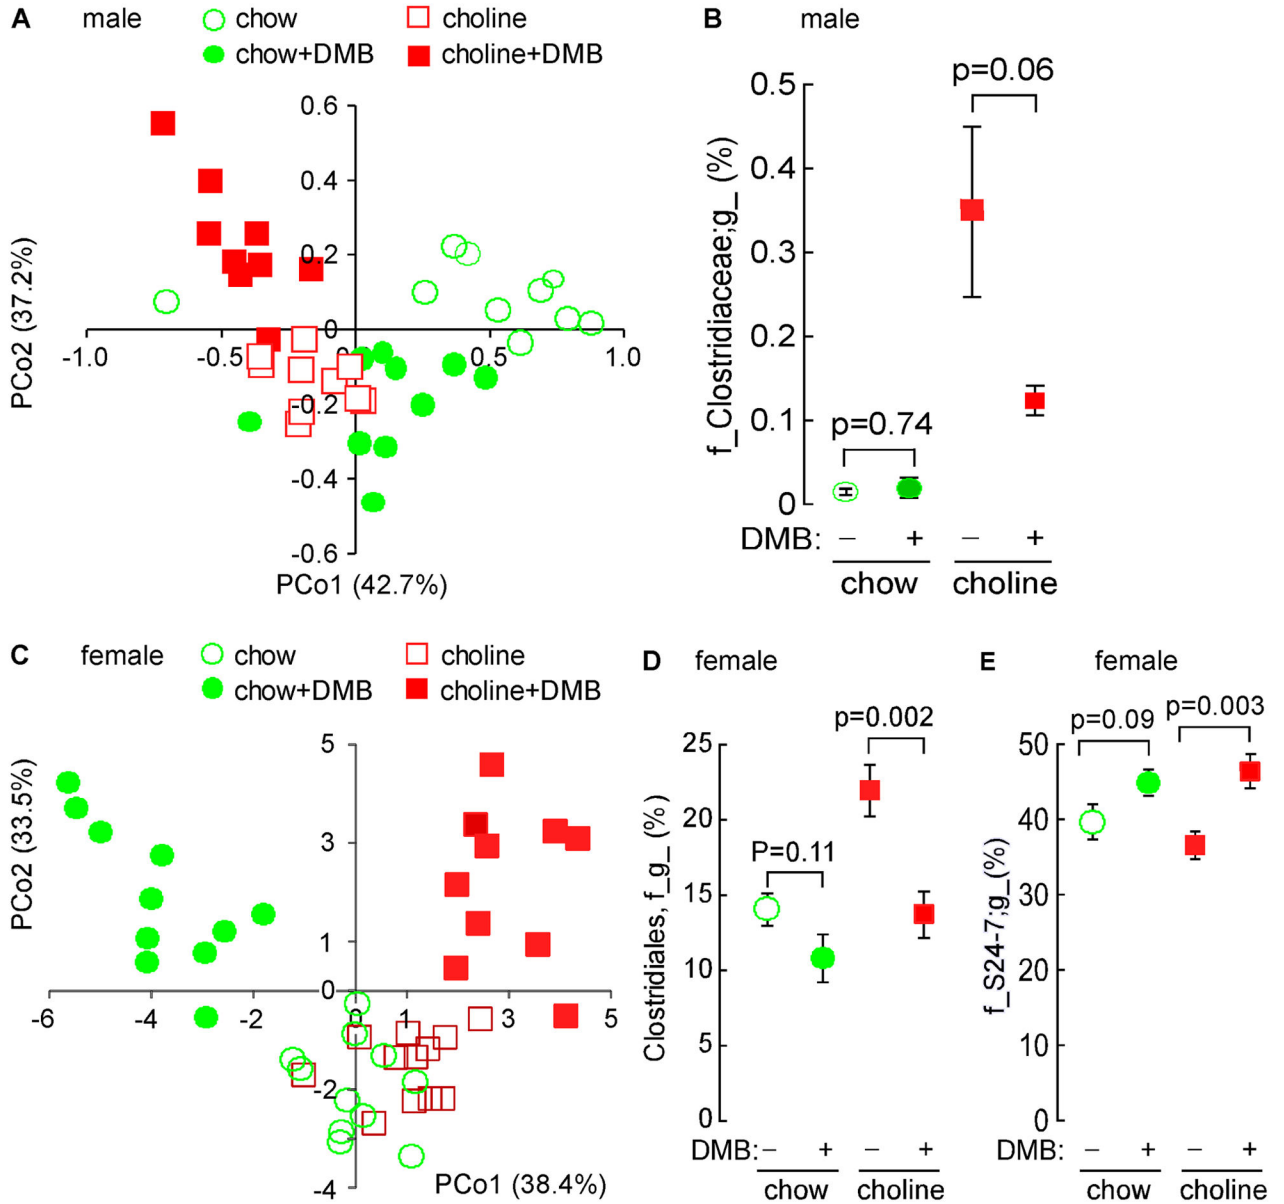 A male chow choline
chow+DMB choline+DMB
0.6
0.4
0.2
0
-1.0 -0.5 0 0.5 1.0
-0.2
-0.4
-0.6
PCo2 (37.2%)
PCo1 (42.7%)
B male
p=0.06
0.5
0.4
0.3
0.2
0.1
0
p=0.74
f_Clostridiaceae;g_ (%)
DMB: – + – +
chow choline
C female chow choline
chow+DMB choline+DMB
5
3
1
0
-6 -4 -2 0 1 3 5
-2
-4
PCo2 (33.5%)
PCo1 (38.4%)
D female
p=0.002
25
20
15
10
5
0
P=0.11
Clostridiales, f_g_ (%)
DMB: – + – +
chow choline
E female
p=0.09 p=0.003
50
40
30
20
10
0
f_S24-7;g_(%)
DMB: – + – +
chow choline